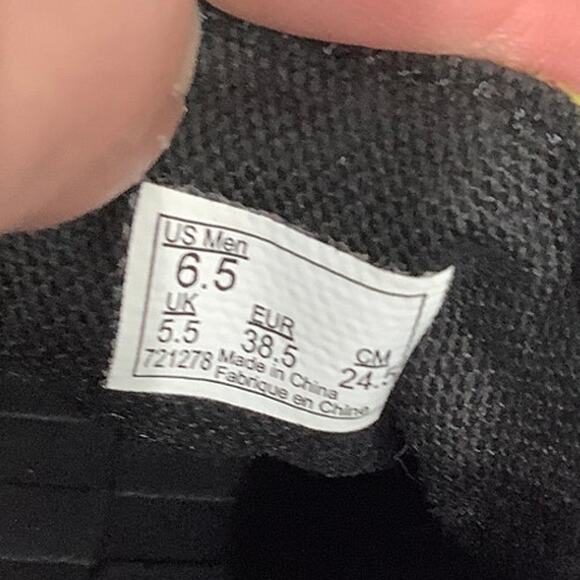 US Men
6.5
UK EUR CM
5.5 38.5 24.5
721278 Made in China
Fabriqué en Chine